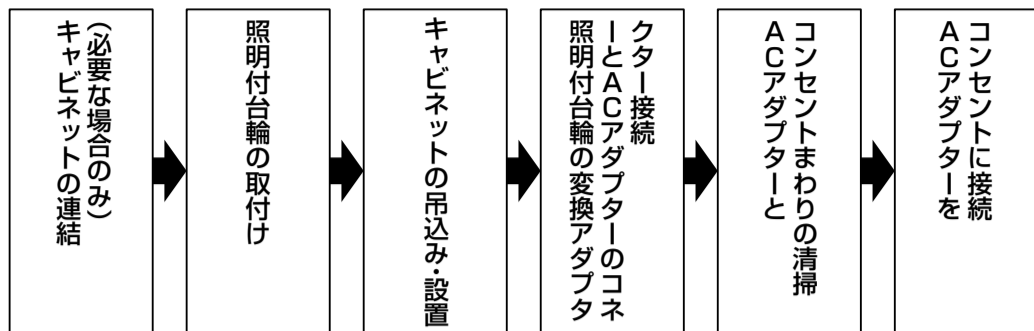 キャビネットの連結
(必要な場合のみ)
照明付台輪の取付け
キャビネットの吊込み・設置
照明付台輪の変換アダプタ
ーとACアダプターのコネ
クター接続
ACアダプターと
コンセントまわりの清掃
ACアダプターを
コンセントに接続